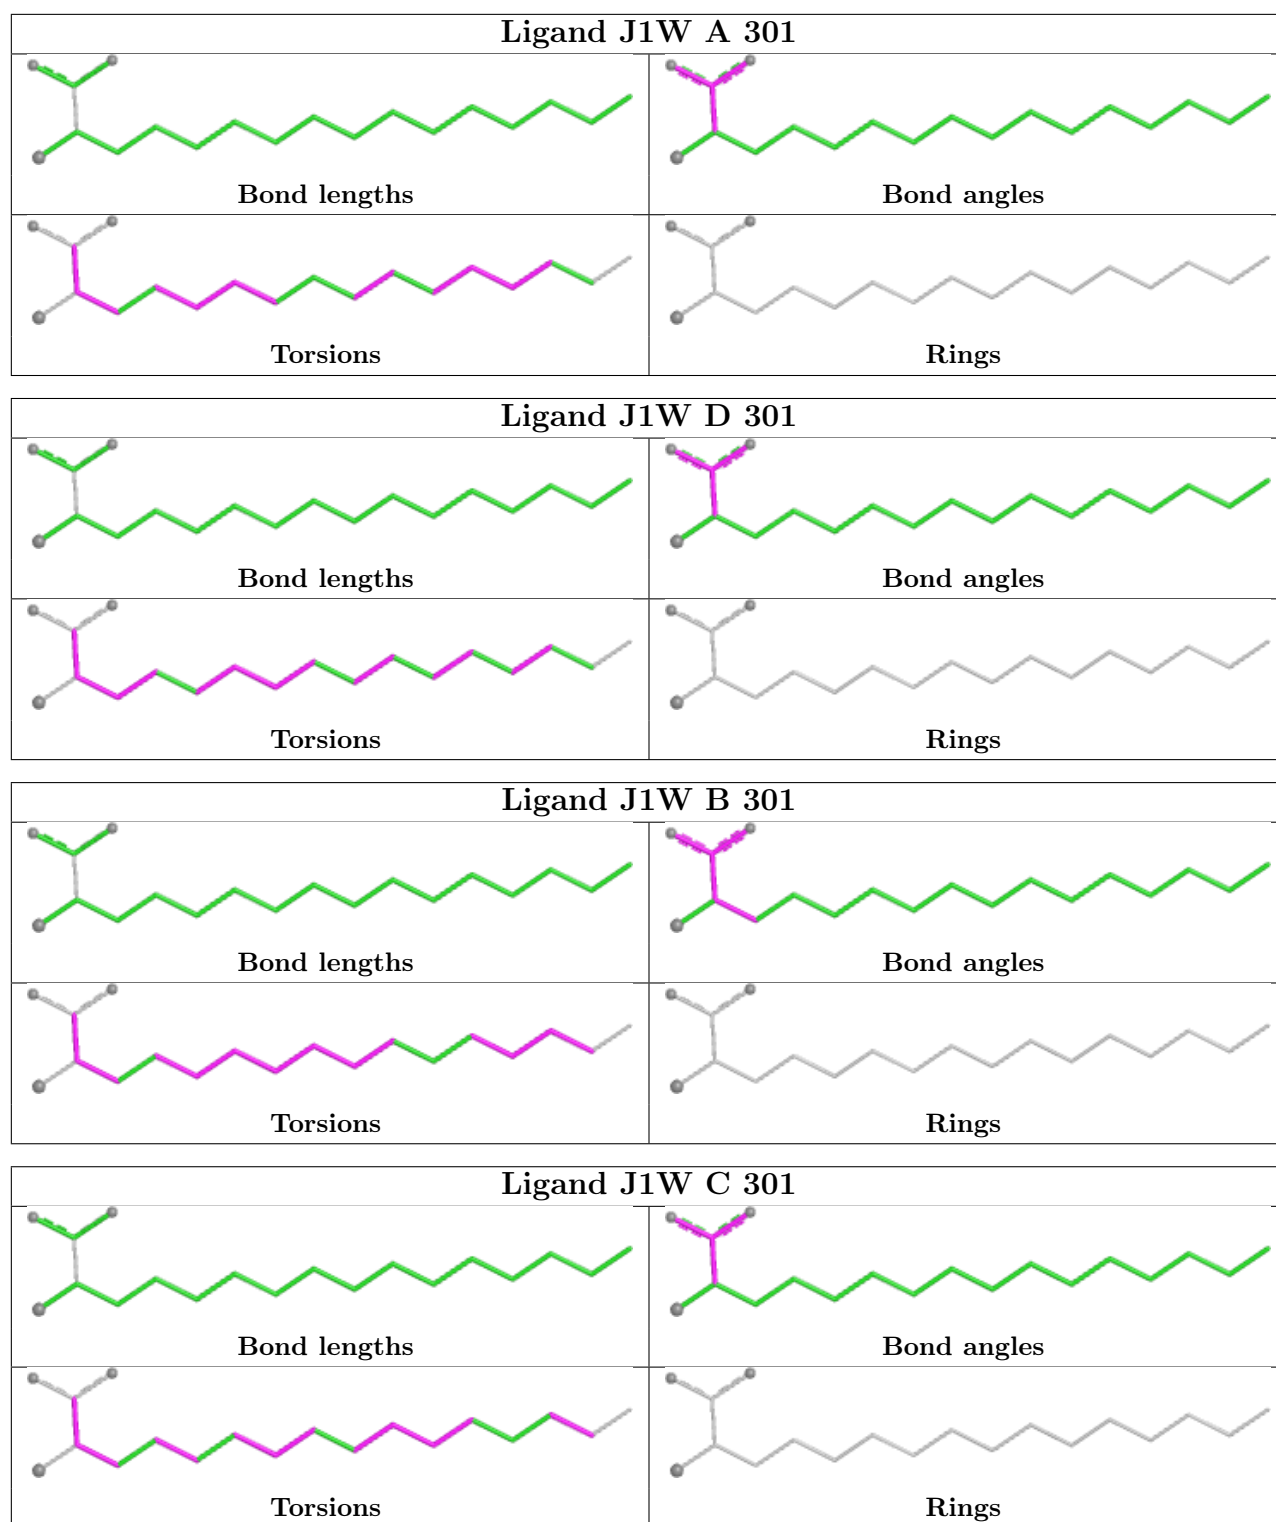 Ligand J1W A 301
Bond lengths
Bond angles
Torsions
Rings
Ligand J1W D 301
Bond lengths
Bond angles
Torsions
Rings
Ligand J1W B 301
Bond lengths
Bond angles
Torsions
Rings
Ligand J1W C 301
Bond lengths
Bond angles
Torsions
Rings